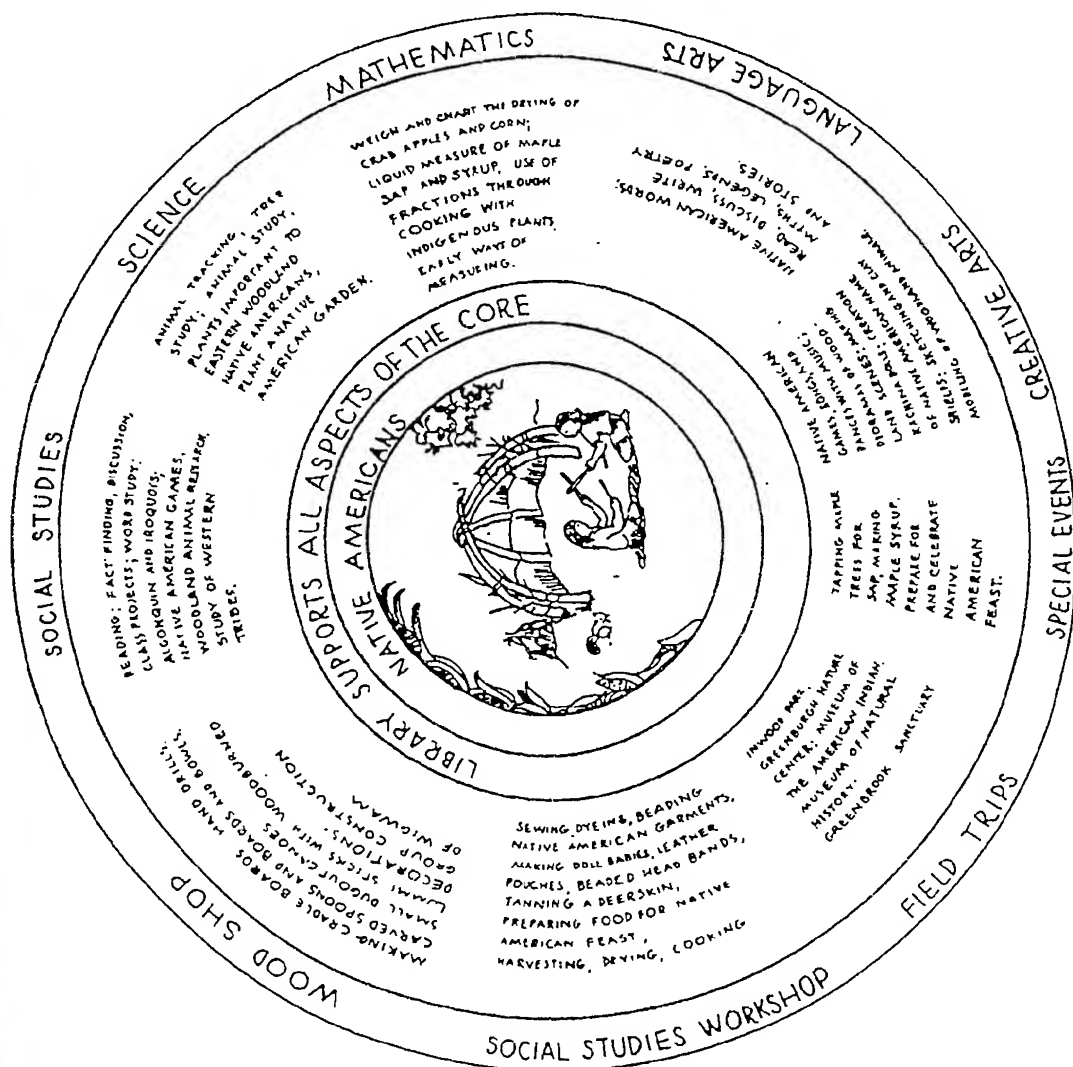 MATHEMATICS
WEIGH AND CHART THE DRYING OF
CRAB APPLES AND CORN;
LIQUID MEASURE OF MAPLE
SAP AND SYRUP, USE OF
FRACTIONS THROUGH
COOKING WITH
INDIGENOUS PLANTS,
EARLY WAYS OF
MEASURING.
LANGUAGE ARTS
NATIVE AMERICAN WORDS;
READ, DISCUSS, WRITE
MYTHS, LEGENDS, POETRY
AND STORIES.
CREATIVE ARTS
NATIVE AMERICAN
GAMES, SONGS, AND
DANCES WITH MUSIC;
DIORAMAS OF WOOD-
LAND SCENES; MAKING
KACHINA DOLLS; CREATION
OF NATIVE AMERICAN NAME
SHIELDS; SKETCHING AND CLAY
MODLING OF WOODLAND ANIMALS.
SPECIAL EVENTS
TAPPING MAPLE
TREES FOR
SAP, MAKING
MAPLE SYRUP.
PREPARE FOR
AND CELEBRATE
NATIVE
AMERICAN
FEAST.
FIELD TRIPS
INWOOD PARK,
GREENBURGH NATURE
CENTER; MUSEUM OF
THE AMERICAN INDIAN,
MUSEUM OF NATURAL
HISTORY.
GREENBROOK SANCTUARY
SOCIAL STUDIES WORKSHOP
SEWING, DYEING, BEADING
NATIVE AMERICAN GARMENTS,
MAKING DOLL BABIES, LEATHER
POUCHES, BEADED HEAD BANDS,
TANNING A DEERSKIN,
PREPARING FOOD FOR NATIVE
AMERICAN FEAST,
HARVESTING, DRYING, COOKING
WOOD SHOP
MAKING CRADLE BOARDS HAND DRILLS,
CARVED SPOONS AND BOARDS AND BOWLS,
SMALL DUGOUT CANOES WOODBURNED
LUMMI STICKS WITH
DECORATIONS.
GROUP CONSTRUCTION
OF WIGWAM
SOCIAL STUDIES
READING; FACT FINDING, DISCUSSION,
CLASS PROJECTS; WORD STUDY:
ALGONQUIN AND IROQUOIS;
NATIVE AMERICAN GAMES,
WOODLAND ANIMAL RESEARCH,
STUDY OF WESTERN
TRIBES.
SCIENCE
ANIMAL TRACKING, TREE
STUDY; ANIMAL STUDY,
PLANTS IMPORTANT TO
EASTERN WOODLAND
NATIVE AMERICANS,
PLANT A NATIVE
AMERICAN GARDEN.
LIBRARY SUPPORTS ALL ASPECTS OF THE CORE
NATIVE AMERICANS